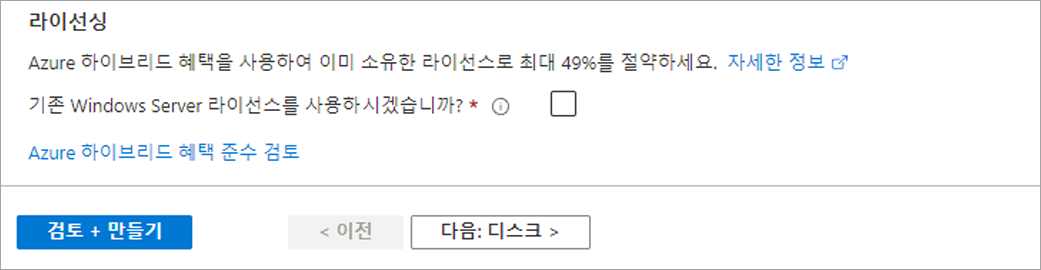 라이선싱
Azure 하이브리드 혜택을 사용하여 이미 소유한 라이선스로 최대 49%를 절약하세요. 자세한 정보
기존 Windows Server 라이선스를 사용하시겠습니까? *
Azure 하이브리드 혜택 준수 검토
검토 + 만들기 < 이전 다음: 디스크 >